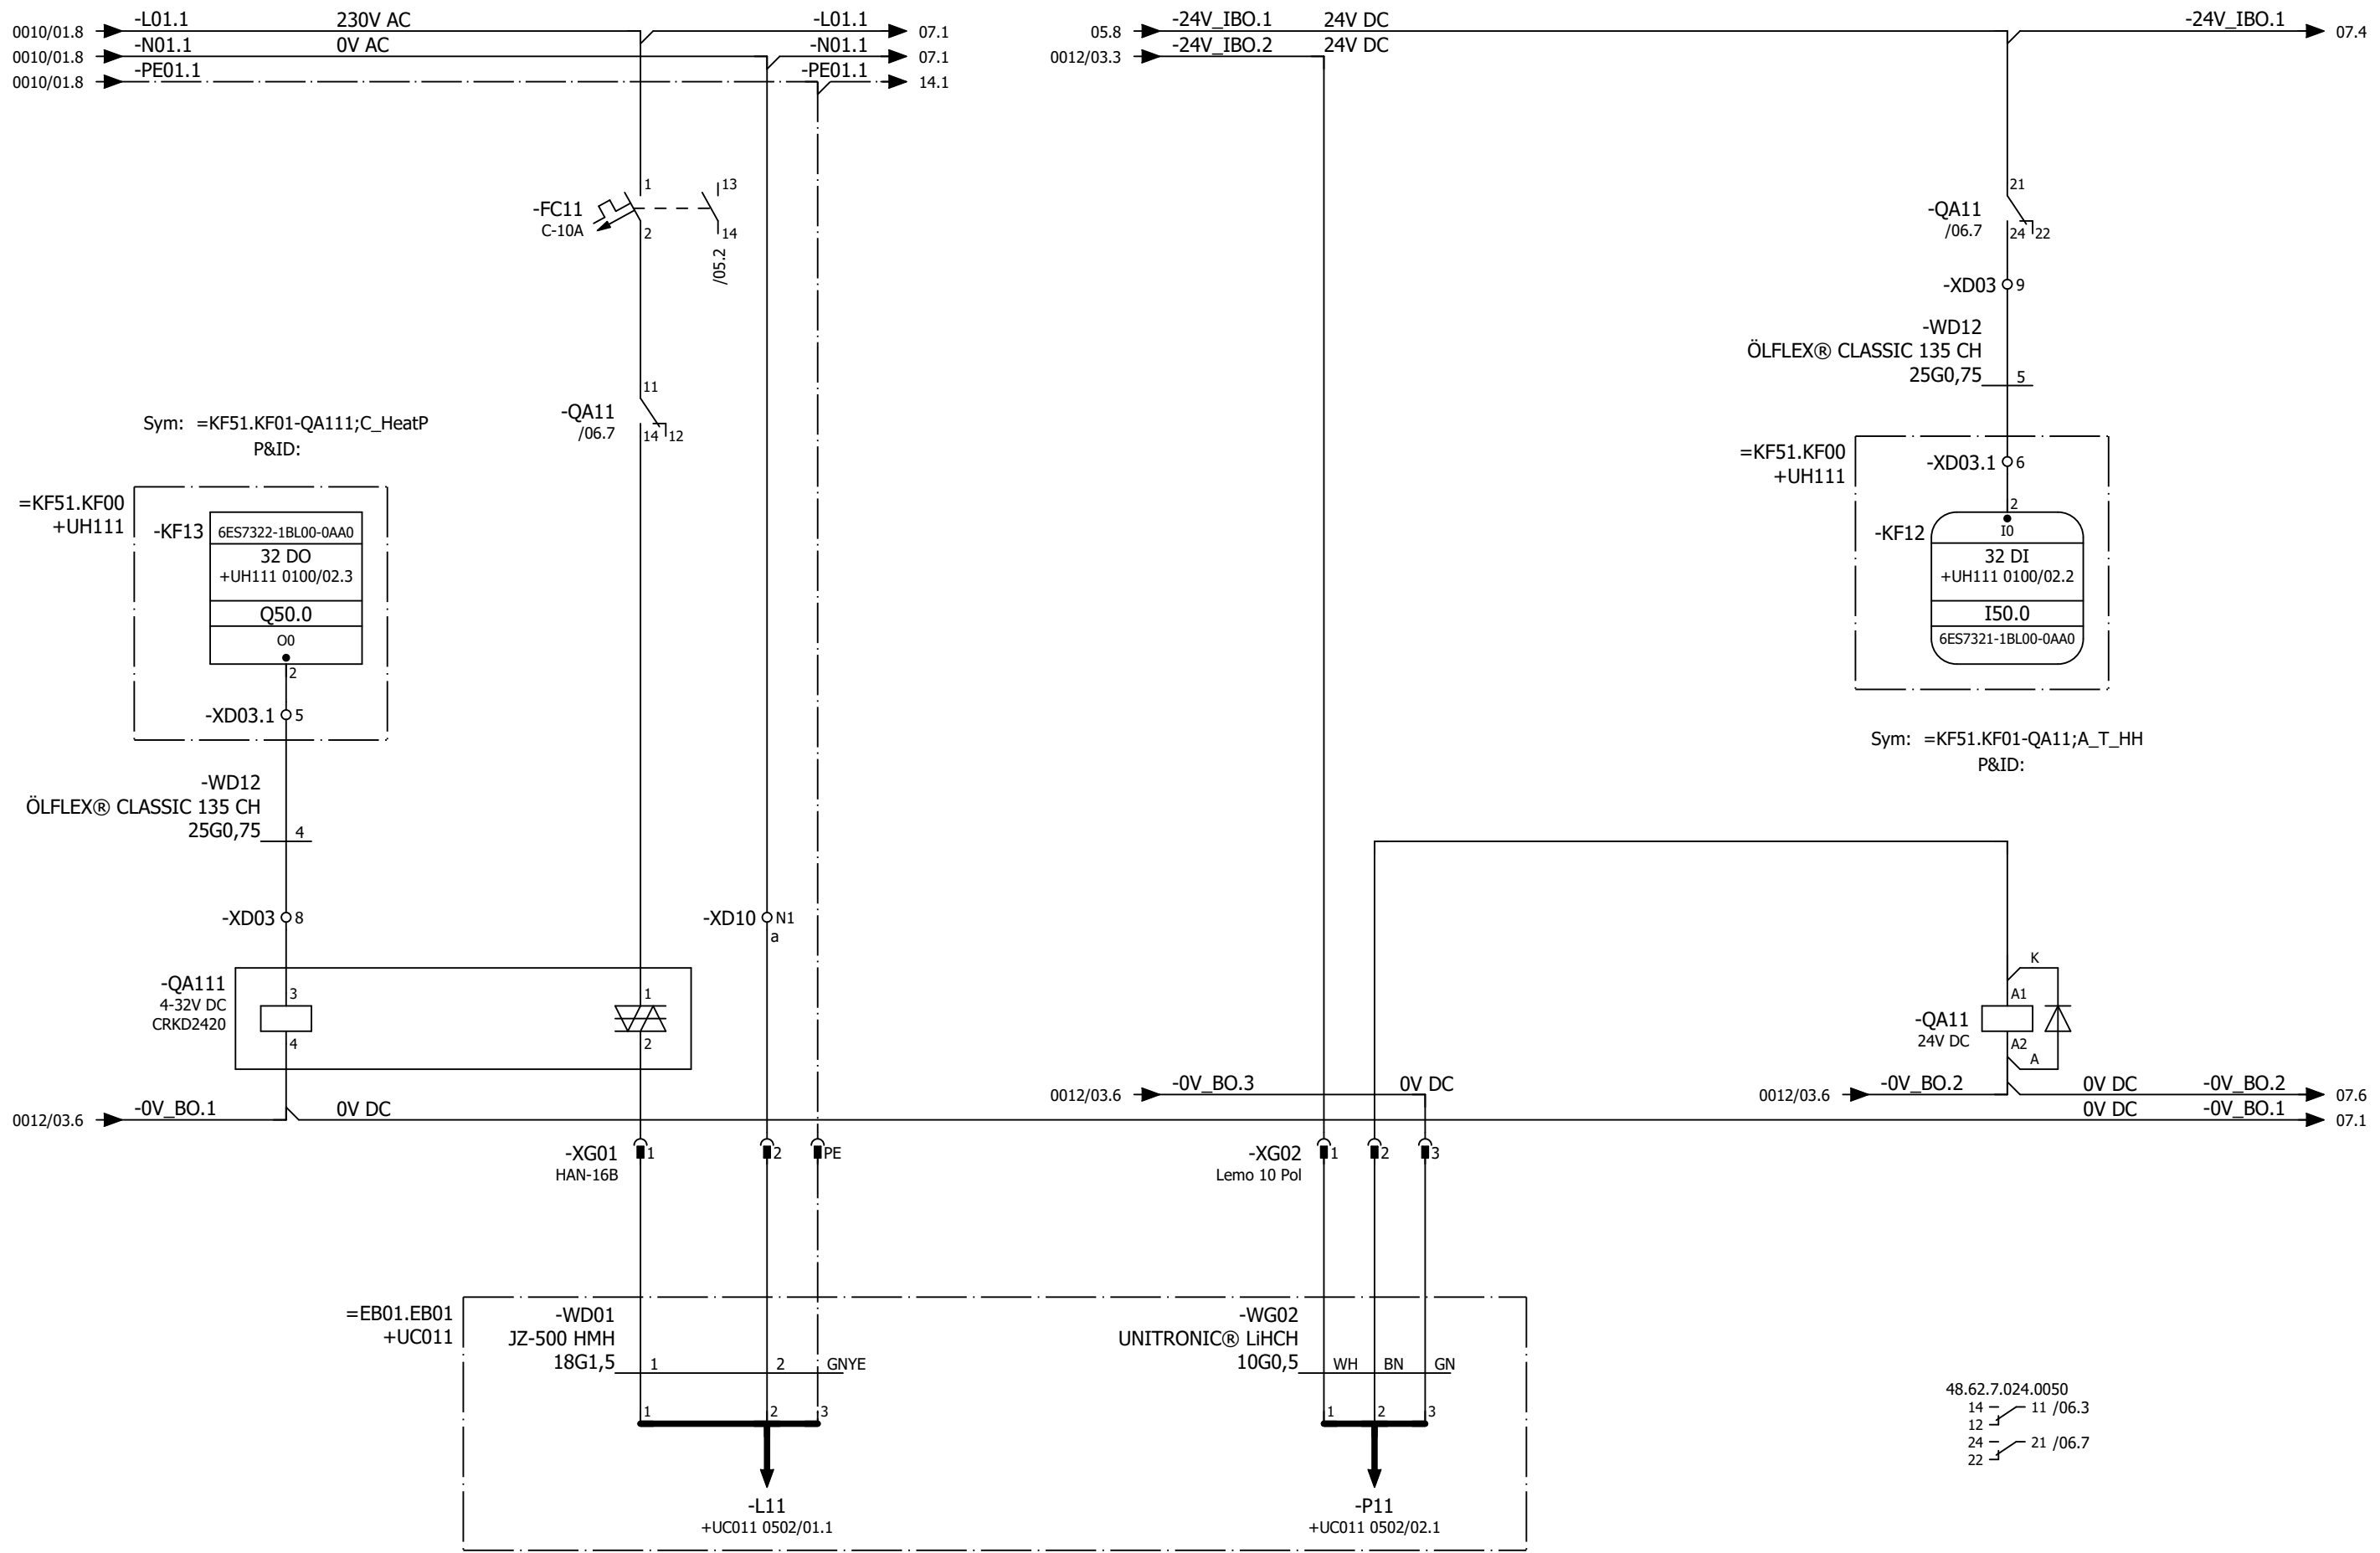 0010/01.8 -L01.1 230V AC -L01.1 07.1
0010/01.8 -N01.1 0V AC -N01.1 07.1
0010/01.8 -PE01.1 -PE01.1 14.1
05.8 -24V_IBO.1 24V DC -24V_IBO.1 07.4
0012/03.3 -24V_IBO.2 24V DC
1 13
-FC11
C-10A
2 14
/05.2
11
-QA11
/06.7
14 12
21
-QA11
/06.7
24 22
-XD03 9
-WD12
ÖLFLEX® CLASSIC 135 CH
25G0,75 5
Sym: =KF51.KF01-QA111;C_HeatP
P&ID:
=KF51.KF00
+UH111
-KF13
6ES7322-1BL00-0AA0
32 DO
+UH111 0100/02.3
Q50.0
O0
2
-XD03.1 5
-WD12
ÖLFLEX® CLASSIC 135 CH
25G0,75 4
-XD03 8
-XD10 N1
a
=KF51.KF00
+UH111
-XD03.1 6
2
-KF12
I0
32 DI
+UH111 0100/02.2
I50.0
6ES7321-1BL00-0AA0
Sym: =KF51.KF01-QA11;A_T_HH
P&ID:
-QA111
4-32V DC
CRKD2420
3
4
1
2
K
A1
-QA11
24V DC
A2
A
0012/03.6 -0V_BO.3 0V DC
0012/03.6 -0V_BO.2 0V DC -0V_BO.2 07.6
0012/03.6 -0V_BO.1 0V DC 0V DC -0V_BO.1 07.1
-XG01 1 2 PE
HAN-16B
-XG02 1 2 3
Lemo 10 Pol
=EB01.EB01
+UC011
-WD01
JZ-500 HMH
18G1,5 1 2 GNYE
1 2 3
-L11
+UC011 0502/01.1
-WG02
UNITRONIC® LiHCH
10G0,5 WH BN GN
1 2 3
-P11
+UC011 0502/02.1
48.62.7.024.0050
14 11 /06.3
12
24 21 /06.7
22